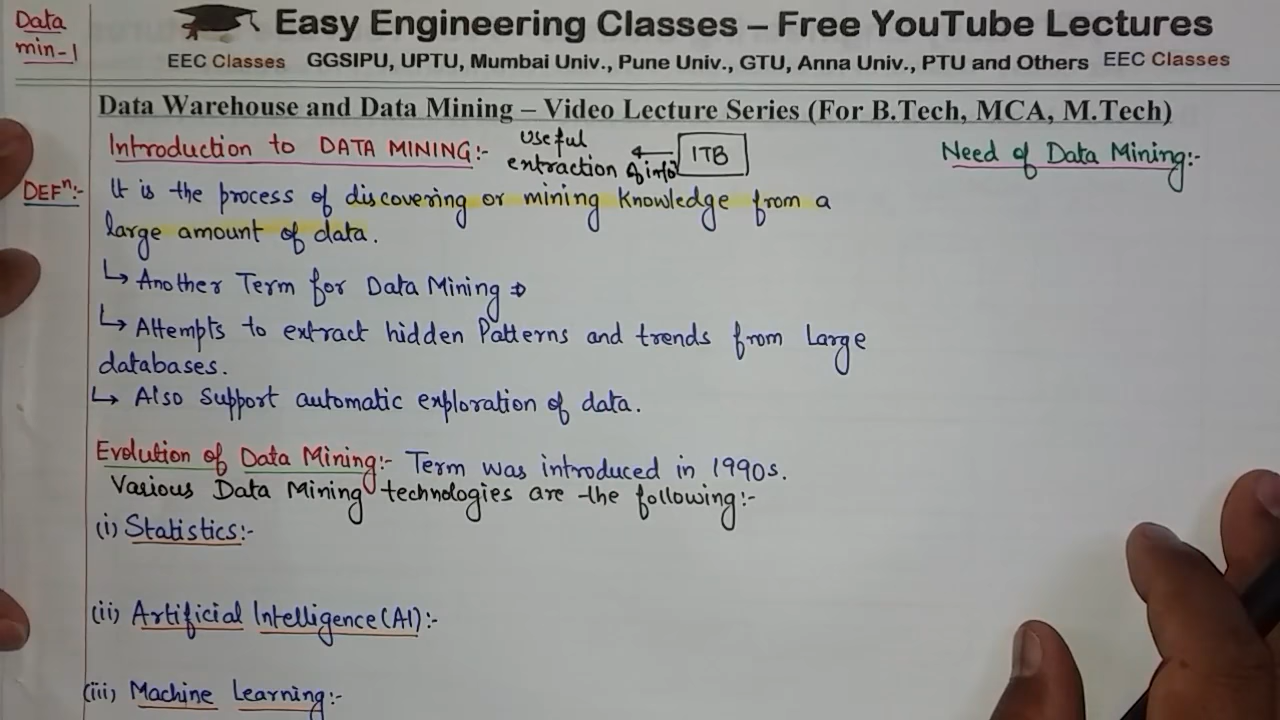 Data
min-1
Easy Engineering Classes – Free YouTube Lectures
EEC Classes GGSIPU, UPTU, Mumbai Univ., Pune Univ., GTU, Anna Univ., PTU and Others EEC Classes
Data Warehouse and Data Mining – Video Lecture Series (For B.Tech, MCA, M.Tech)
Introduction to DATA MINING:-
useful
extraction of info ← 1TB
Need of Data Mining:-
DEFⁿ:- It is the process of discovering or mining knowledge from a
large amount of data.
↳ Another Term for Data Mining →
↳ Attempts to extract hidden Patterns and trends from large
databases.
↳ Also Support automatic exploration of data.
Evolution of Data Mining:- Term was introduced in 1990s.
Various Data Mining technologies are the following:-
(i) Statistics:-
(ii) Artificial Intelligence (AI):-
(iii) Machine Learning:-